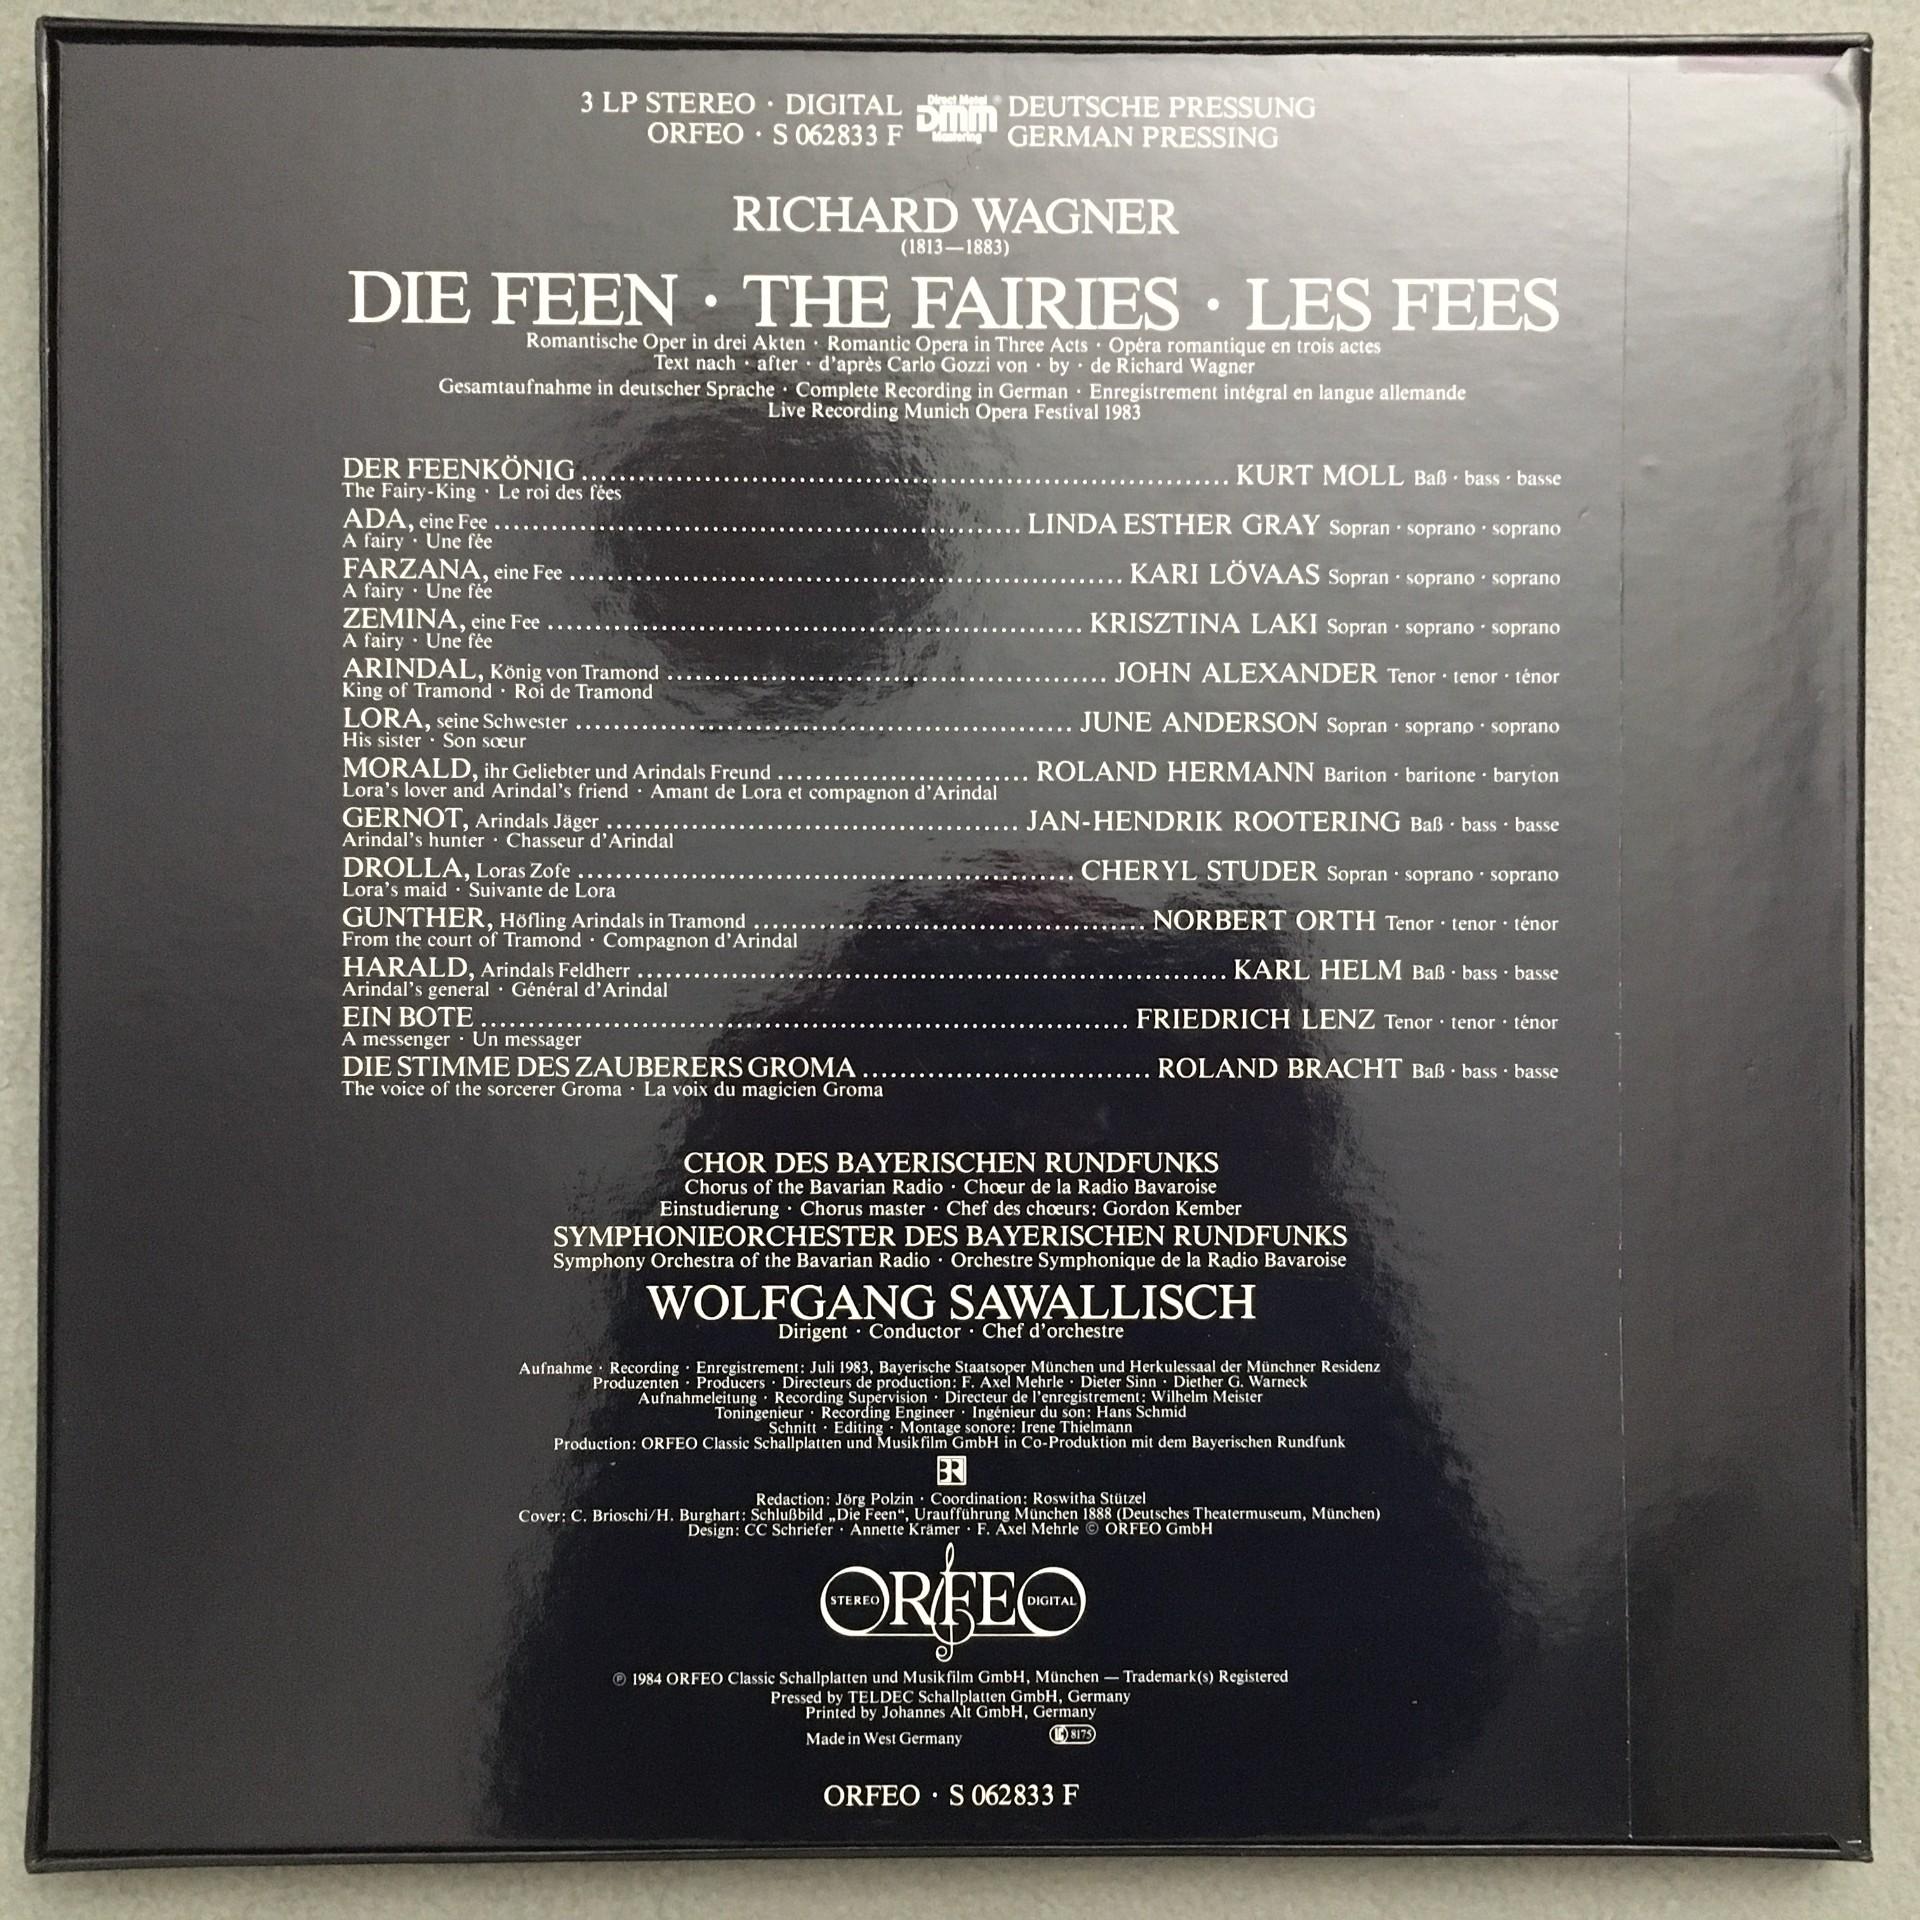 3 LP STEREO · DIGITAL Direct Metal DMM Mastering ® DEUTSCHE PRESSUNG
ORFEO · S 062833 F GERMAN PRESSING
RICHARD WAGNER
(1813—1883)
DIE FEEN · THE FAIRIES · LES FEES
Romantische Oper in drei Akten · Romantic Opera in Three Acts · Opéra romantique en trois actes
Text nach · after · d'après Carlo Gozzi von · by · de Richard Wagner
Gesamtaufnahme in deutscher Sprache · Complete Recording in German · Enregistrement intégral en langue allemande
Live Recording Munich Opera Festival 1983
DER FEENKÖNIG ........ KURT MOLL Baß · bass · basse
The Fairy-King · Le roi des fées
ADA, eine Fee ........ LINDA ESTHER GRAY Sopran · soprano · soprano
A fairy · Une fée
FARZANA, eine Fee ........ KARI LÖVAAS Sopran · soprano · soprano
A fairy · Une fée
ZEMINA, eine Fee ........ KRISZTINA LAKI Sopran · soprano · soprano
A fairy · Une fée
ARINDAL, König von Tramond ........ JOHN ALEXANDER Tenor · tenor · ténor
King of Tramond · Roi de Tramond
LORA, seine Schwester ........ JUNE ANDERSON Sopran · soprano · soprano
His sister · Son sœur
MORALD, ihr Geliebter und Arindals Freund ........ ROLAND HERMANN Bariton · baritone · baryton
Lora's lover and Arindal's friend · Amant de Lora et compagnon d'Arindal
GERNOT, Arindals Jäger ........ JAN-HENDRIK ROOTERING Baß · bass · basse
Arindal's hunter · Chasseur d'Arindal
DROLLA, Loras Zofe ........ CHERYL STUDER Sopran · soprano · soprano
Lora's maid · Suivante de Lora
GUNTHER, Höfling Arindals in Tramond ........ NORBERT ORTH Tenor · tenor · ténor
From the court of Tramond · Compagnon d'Arindal
HARALD, Arindals Feldherr ........ KARL HELM Baß · bass · basse
Arindal's general · Général d'Arindal
EIN BOTE ........ FRIEDRICH LENZ Tenor · tenor · ténor
A messenger · Un messager
DIE STIMME DES ZAUBERERS GROMA ........ ROLAND BRACHT Baß · bass · basse
The voice of the sorcerer Groma · La voix du magicien Groma
CHOR DES BAYERISCHEN RUNDFUNKS
Chorus of the Bavarian Radio · Chœur de la Radio Bavaroise
Einstudierung · Chorus master · Chef des chœurs: Gordon Kember
SYMPHONIEORCHESTER DES BAYERISCHEN RUNDFUNKS
Symphony Orchestra of the Bavarian Radio · Orchestre Symphonique de la Radio Bavaroise
WOLFGANG SAWALLISCH
Dirigent · Conductor · Chef d'orchestre
Aufnahme · Recording · Enregistrement: Juli 1983, Bayerische Staatsoper München und Herkulessaal der Münchner Residenz
Produzenten · Producers · Directeurs de production: F. Axel Mehrle · Dieter Sinn · Diether G. Warneck
Aufnahmeleitung · Recording Supervision · Directeur de l'enregistrement: Wilhelm Meister
Toningenieur · Recording Engineer · Ingénieur du son: Hans Schmid
Schnitt · Editing · Montage sonore: Irene Thielmann
Production: ORFEO Classic Schallplatten und Musikfilm GmbH in Co-Produktion mit dem Bayerischen Rundfunk
BR
Redaction: Jörg Polzin · Coordination: Roswitha Stützel
Cover: C. Brioschi/H. Burghart: Schlußbild „Die Feen“, Uraufführung München 1888 (Deutsches Theatermuseum, München)
Design: CC Schriefer · Annette Krämer · F. Axel Mehrle © ORFEO GmbH
STEREO ORFEO DIGITAL
℗ 1984 ORFEO Classic Schallplatten und Musikfilm GmbH, München — Trademark(s) Registered
Pressed by TELDEC Schallplatten GmbH, Germany
Printed by Johannes Alt GmbH, Germany
Made in West Germany LC 8175
ORFEO · S 062833 F